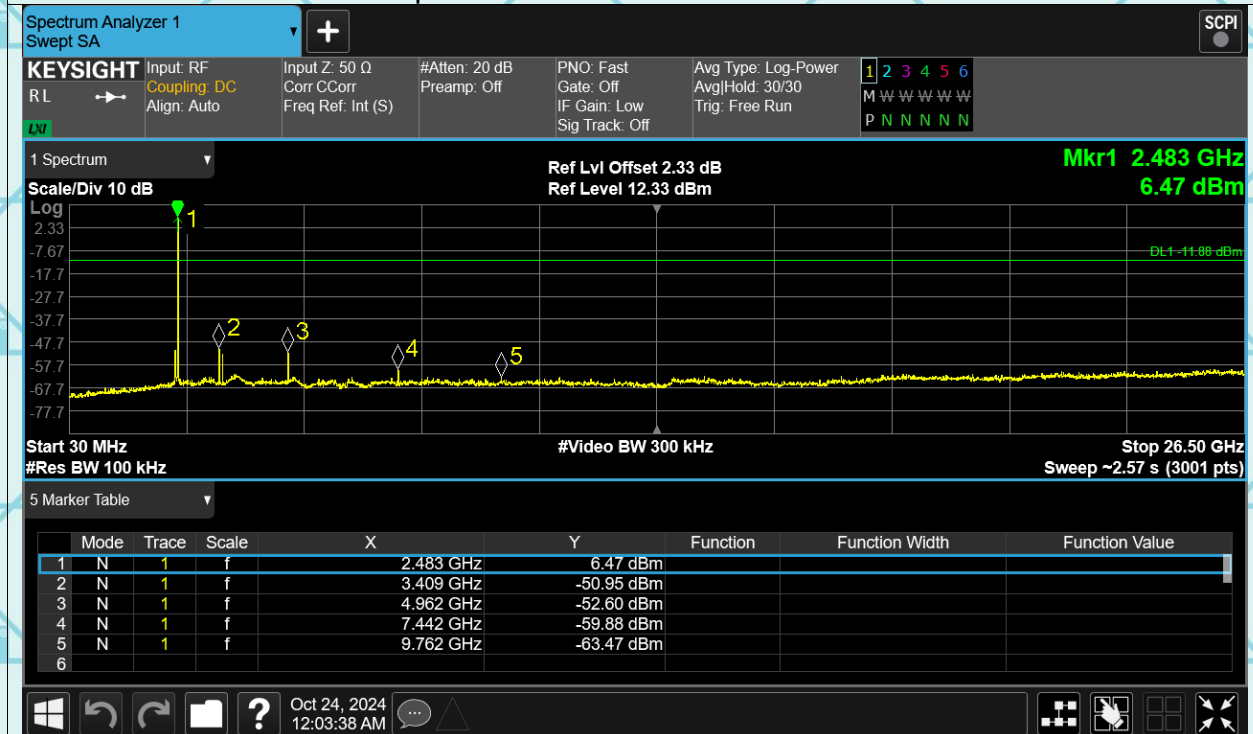 Spectrum Analyzer 1
Swept SA
+
SCPI
KEYSIGHT
RL
LXI
Input: RF
Coupling: DC
Align: Auto
Input Z: 50 Ω
Corr CCorr
Freq Ref: Int (S)
#Atten: 20 dB
Preamp: Off
PNO: Fast
Gate: Off
IF Gain: Low
Sig Track: Off
Avg Type: Log-Power
Avg|Hold: 30/30
Trig: Free Run
1 2 3 4 5 6
M W W W W W
P N N N N N
1 Spectrum
Scale/Div 10 dB
Ref Lvl Offset 2.33 dB
Ref Level 12.33 dBm
Mkr1 2.483 GHz
6.47 dBm
Log
2.33
-7.67
-17.7
-27.7
-37.7
-47.7
-57.7
-67.7
-77.7
1
2
3
4
5
DL1 -11.88 dBm
Start 30 MHz
#Video BW 300 kHz
Stop 26.50 GHz
#Res BW 100 kHz
Sweep ~2.57 s (3001 pts)
5 Marker Table
Mode Trace Scale X Y Function Function Width Function Value
1 N 1 f 2.483 GHz 6.47 dBm
2 N 1 f 3.409 GHz -50.95 dBm
3 N 1 f 4.962 GHz -52.60 dBm
4 N 1 f 7.442 GHz -59.88 dBm
5 N 1 f 9.762 GHz -63.47 dBm
6
?
Oct 24, 2024
12:03:38 AM